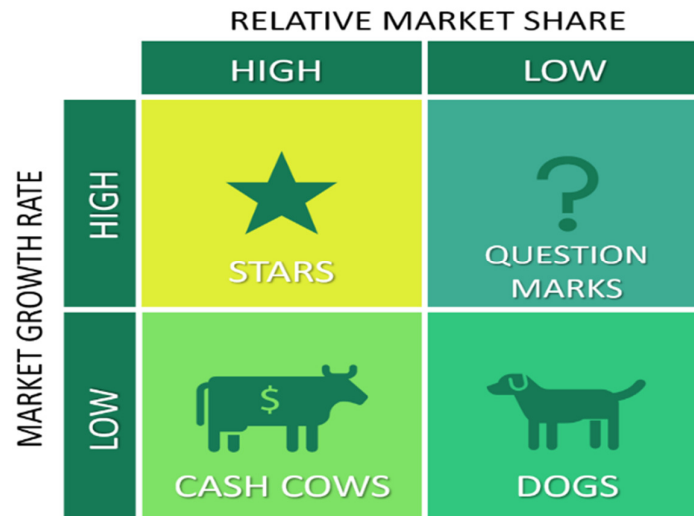 RELATIVE MARKET SHARE
HIGH
LOW
MARKET GROWTH RATE
HIGH
STARS
?
QUESTION
MARKS
LOW
$
CASH COWS
DOGS